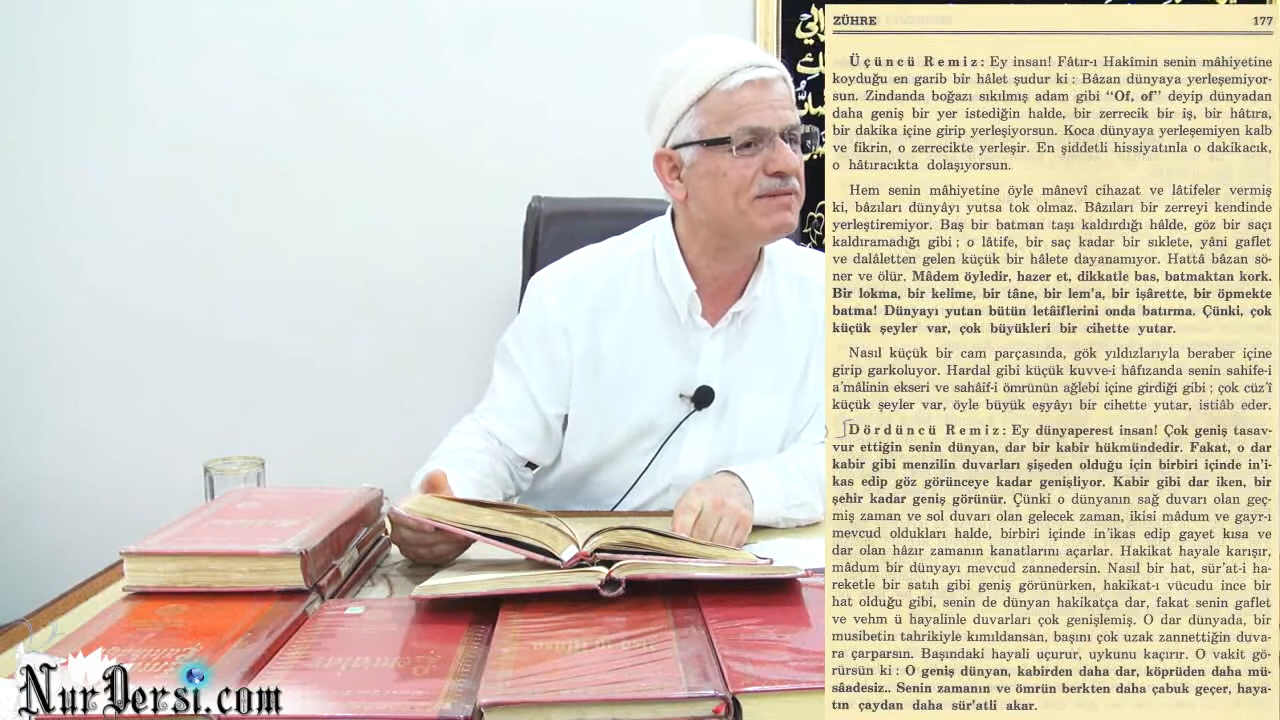 ZÜHRE 177
Üçüncü Remiz: Ey insan! Fâtır-ı Hakîmin senin mâhiyetine
koyduğu en garib bir hâlet şudur ki : Bâzan dünyaya yerleşemiyor-
sun. Zindanda boğazı sıkılmış adam gibi “Of, of” deyip dünyadan
daha geniş bir yer istediğin halde, bir zerrecik bir iş, bir hâtıra,
bir dakika içine girip yerleşiyorsun. Koca dünyaya yerleşemiyen kalb
ve fikrin, o zerrecikte yerleşir. En şiddetli hissiyatınla o dakikacık,
o hâtıracıkta dolaşıyorsun.
Hem senin mâhiyetine öyle mânevî cihazat ve lâtifeler vermiş
ki, bâzıları dünyâyı yutsa tok olmaz. Bâzıları bir zerreyi kendinde
yerleştiremiyor. Baş bir batman taşı kaldırdığı hâlde, göz bir saçı
kaldıramadığı gibi ; o lâtife, bir saç kadar bir sıklete, yâni gaflet
ve dalâletten gelen küçük bir hâlete dayanamıyor. Hattâ bâzan sö-
ner ve ölür. Mâdem öyledir, hazer et, dikkatle bas, batmaktan kork.
Bir lokma, bir kelime, bir tâne, bir lem'a, bir işârette, bir öpmekte
batma! Dünyayı yutan bütün letâiflerini onda batırma. Çünki, çok
küçük şeyler var, çok büyükleri bir cihette yutar.
Nasıl küçük bir cam parçasında, gök yıldızlarıyla beraber içine
girip garkoluyor. Hardal gibi küçük kuvve-i hâfızanda senin sahife-i
a'mâlinin ekseri ve sahâif-i ömrünün ağlebi içine girdiği gibi ; çok cüz'î
küçük şeyler var, öyle büyük eşyâyı bir cihette yutar, istiâb eder.
Dördüncü Remiz: Ey dünyaperest insan! Çok geniş tasav-
vur ettiğin senin dünyan, dar bir kabir hükmündedir. Fakat, o dar
kabir gibi menzilin duvarları şişeden olduğu için birbiri içinde in'i-
kas edip göz görünceye kadar genişliyor. Kabir gibi dar iken, bir
şehir kadar geniş görünür. Çünki o dünyanın sağ duvarı olan geç-
miş zaman ve sol duvarı olan gelecek zaman, ikisi mâdum ve gayr-ı
mevcud oldukları halde, birbiri içinde in'ikas edip gayet kısa ve
dar olan hâzır zamanın kanatlarını açarlar. Hakikat hayale karışır,
mâdum bir dünyayı mevcud zannedersin. Nasıl bir hat, sür'at-i ha-
reketle bir satıh gibi geniş görünürken, hakikat-ı vücudu ince bir
hat olduğu gibi, senin de dünyan hakikatça dar, fakat senin gaflet
ve vehm ü hayalinle duvarları çok genişlemiş. O dar dünyada, bir
musibetin tahrikiyle kımıldansan, başını çok uzak zennettiğin duva-
ra çarparsın. Başındaki hayali uçurur, uykunu kaçırır. O vakit gö-
rürsün ki : O geniş dünyan, kabirden daha dar, köprüden daha mü-
sâadesiz.. Senin zamanın ve ömrün berkten daha çabuk geçer, haya-
tın çaydan daha sür'atli akar.
NurDersi.com